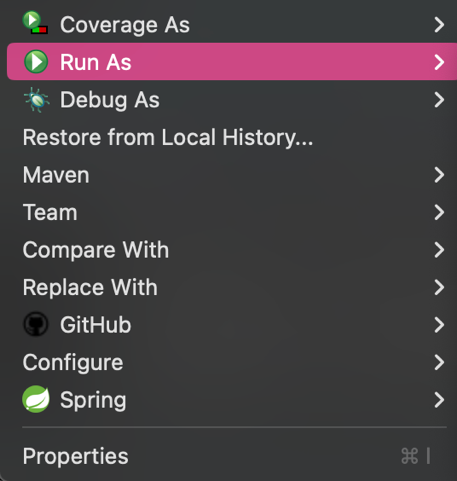 Coverage As
Run As
Debug As
Restore from Local History...
Maven
Team
Compare With
Replace With
GitHub
Configure
Spring
Properties ⌘ I